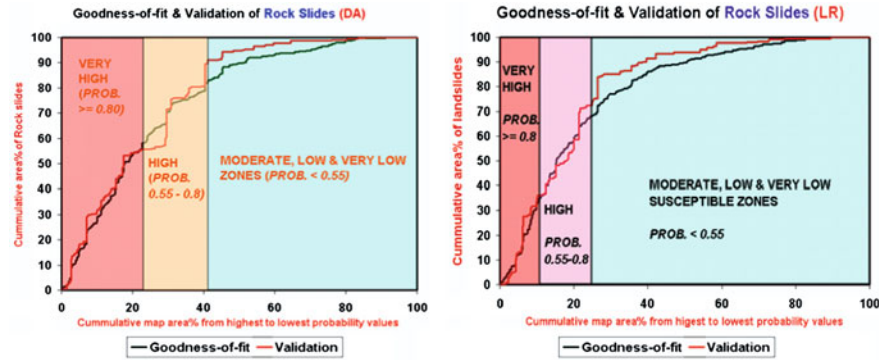 Goodness-of-fit & Validation of Rock Slides (DA)
Cummulative area% of Rock slides
100
90
80
70
60
50
40
30
20
10
0
VERY
HIGH
(PROB.
>= 0.80)
HIGH
(PROB.
0.55 - 0.8)
MODERATE, LOW & VERY LOW
ZONES (PROB. < 0.55)
0 20 40 60 80 100
Cummulative map area% from highest to lowest probability values
Goodness-of-fit Validation
Goodness-of-fit & Validation of Rock Slides (LR)
Cummulative area% of landslides
100
90
80
70
60
50
40
30
20
10
0
VERY
HIGH
PROB.
>= 0.8
HIGH
PROB.
0.55-0.8
MODERATE, LOW & VERY LOW
SUSCEPTIBLE ZONES
PROB. < 0.55
0 20 40 60 80 100
Cummulative map area% from higest to lowest probability values
Goodness-of-fit Validation